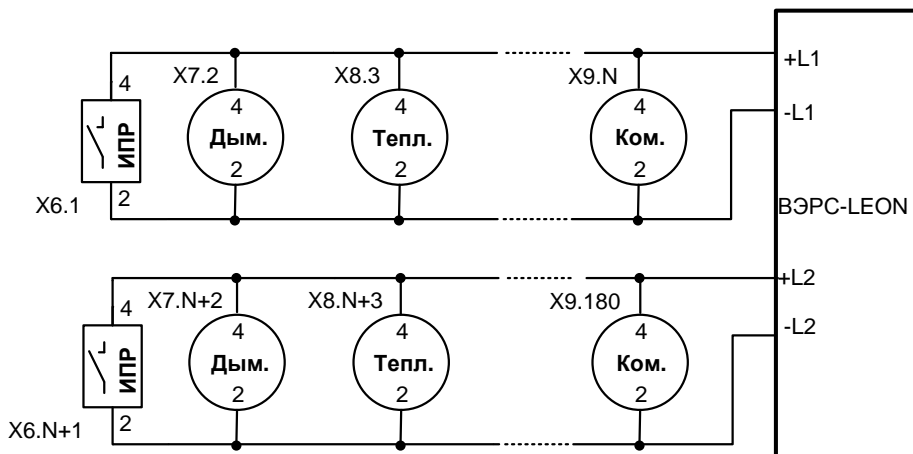 +L1
4
X7.2
X8.3
X9.N
4
4
4
-L1
ИПР
Дым.
Тепл.
Ком.
2
2
2
2
X6.1
ВЭРС-LEON
+L2
4
X7.N+2
X8.N+3
X9.180
4
4
4
-L2
ИПР
Дым.
Тепл.
Ком.
2
2
2
2
X6.N+1